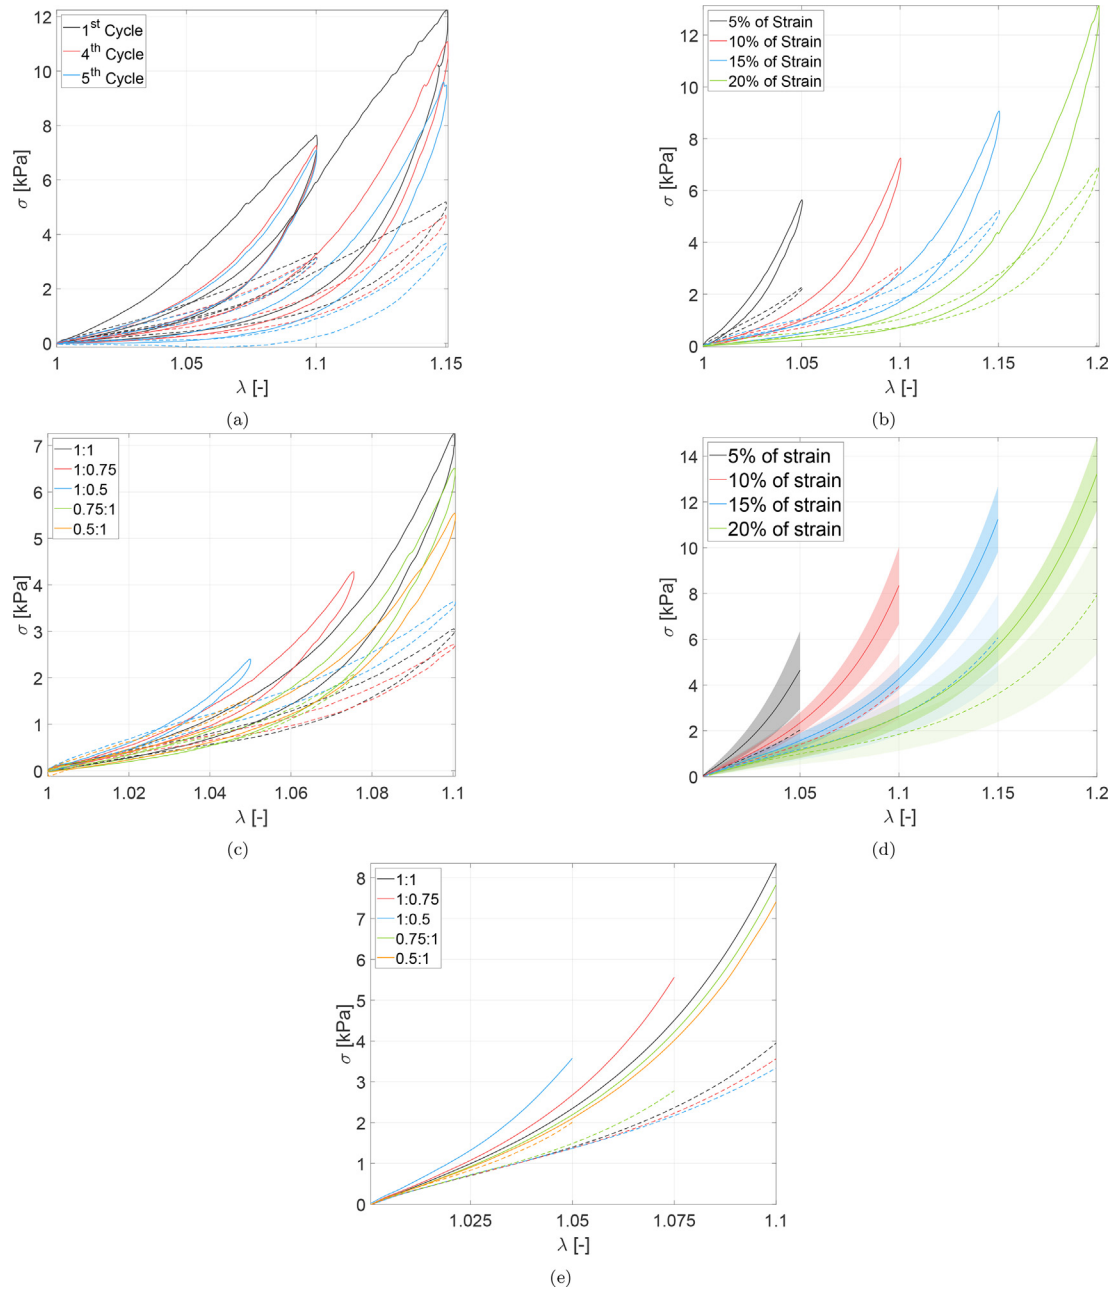 12
10
8
6
4
2
0
1st Cycle
4th Cycle
5th Cycle
σ [kPa]
1 1.05 1.1 1.15
λ [-]
(a)
12
10
8
6
4
2
0
5% of Strain
10% of Strain
15% of Strain
20% of Strain
σ [kPa]
1 1.05 1.1 1.15 1.2
λ [-]
(b)
7
6
5
4
3
2
1
0
1:1
1:0.75
1:0.5
0.75:1
0.5:1
σ [kPa]
1 1.02 1.04 1.06 1.08 1.1
λ [-]
(c)
14
12
10
8
6
4
2
0
5% of strain
10% of strain
15% of strain
20% of strain
σ [kPa]
1.05 1.1 1.15 1.2
λ [-]
(d)
8
7
6
5
4
3
2
1
0
1:1
1:0.75
1:0.5
0.75:1
0.5:1
σ [kPa]
1.025 1.05 1.075 1.1
λ [-]
(e)